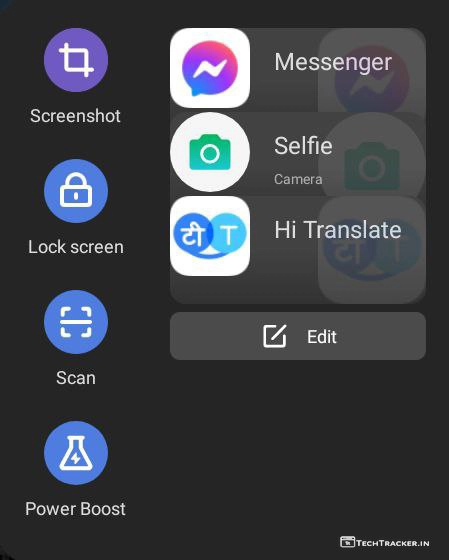 Screenshot
Lock screen
Scan
Power Boost
Messenger
Selfie
Camera
टी T
Hi Translate
Edit
TechTracker.in